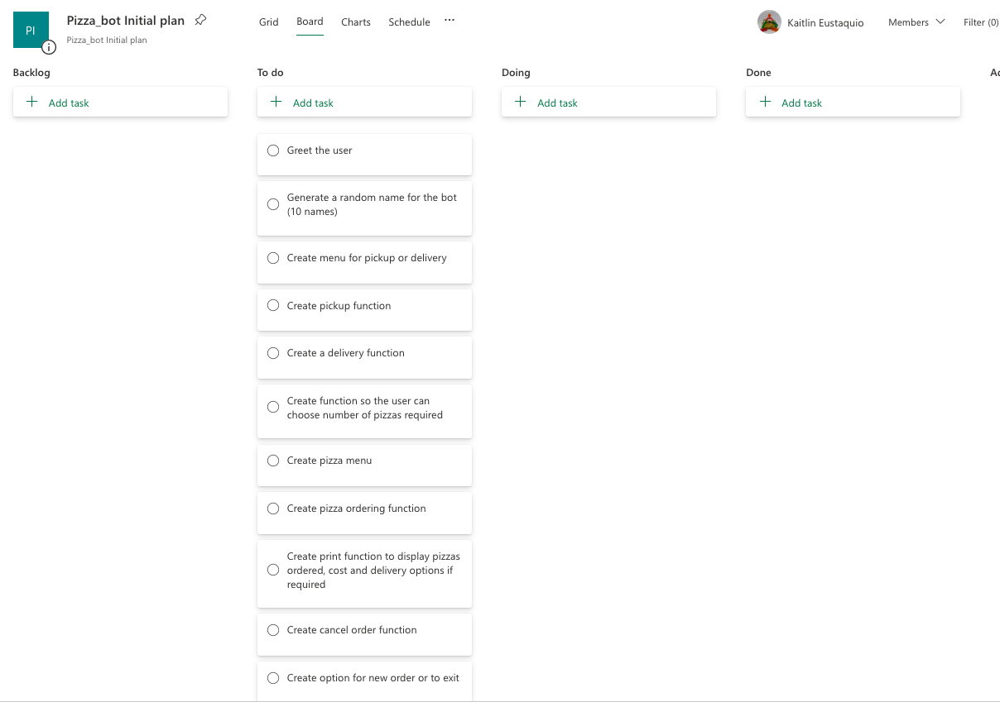 PI
Pizza_bot Initial plan
Pizza_bot Initial plan
Grid
Board
Charts
Schedule
···
Kaitlin Eustaquio
Members
Filter (0)
Backlog
Add task
To do
Add task
Greet the user
Generate a random name for the bot
(10 names)
Create menu for pickup or delivery
Create pickup function
Create a delivery function
Create function so the user can
choose number of pizzas required
Create pizza menu
Create pizza ordering function
Create print function to display pizzas
ordered, cost and delivery options if
required
Create cancel order function
Create option for new order or to exit
Doing
Add task
Done
Add task